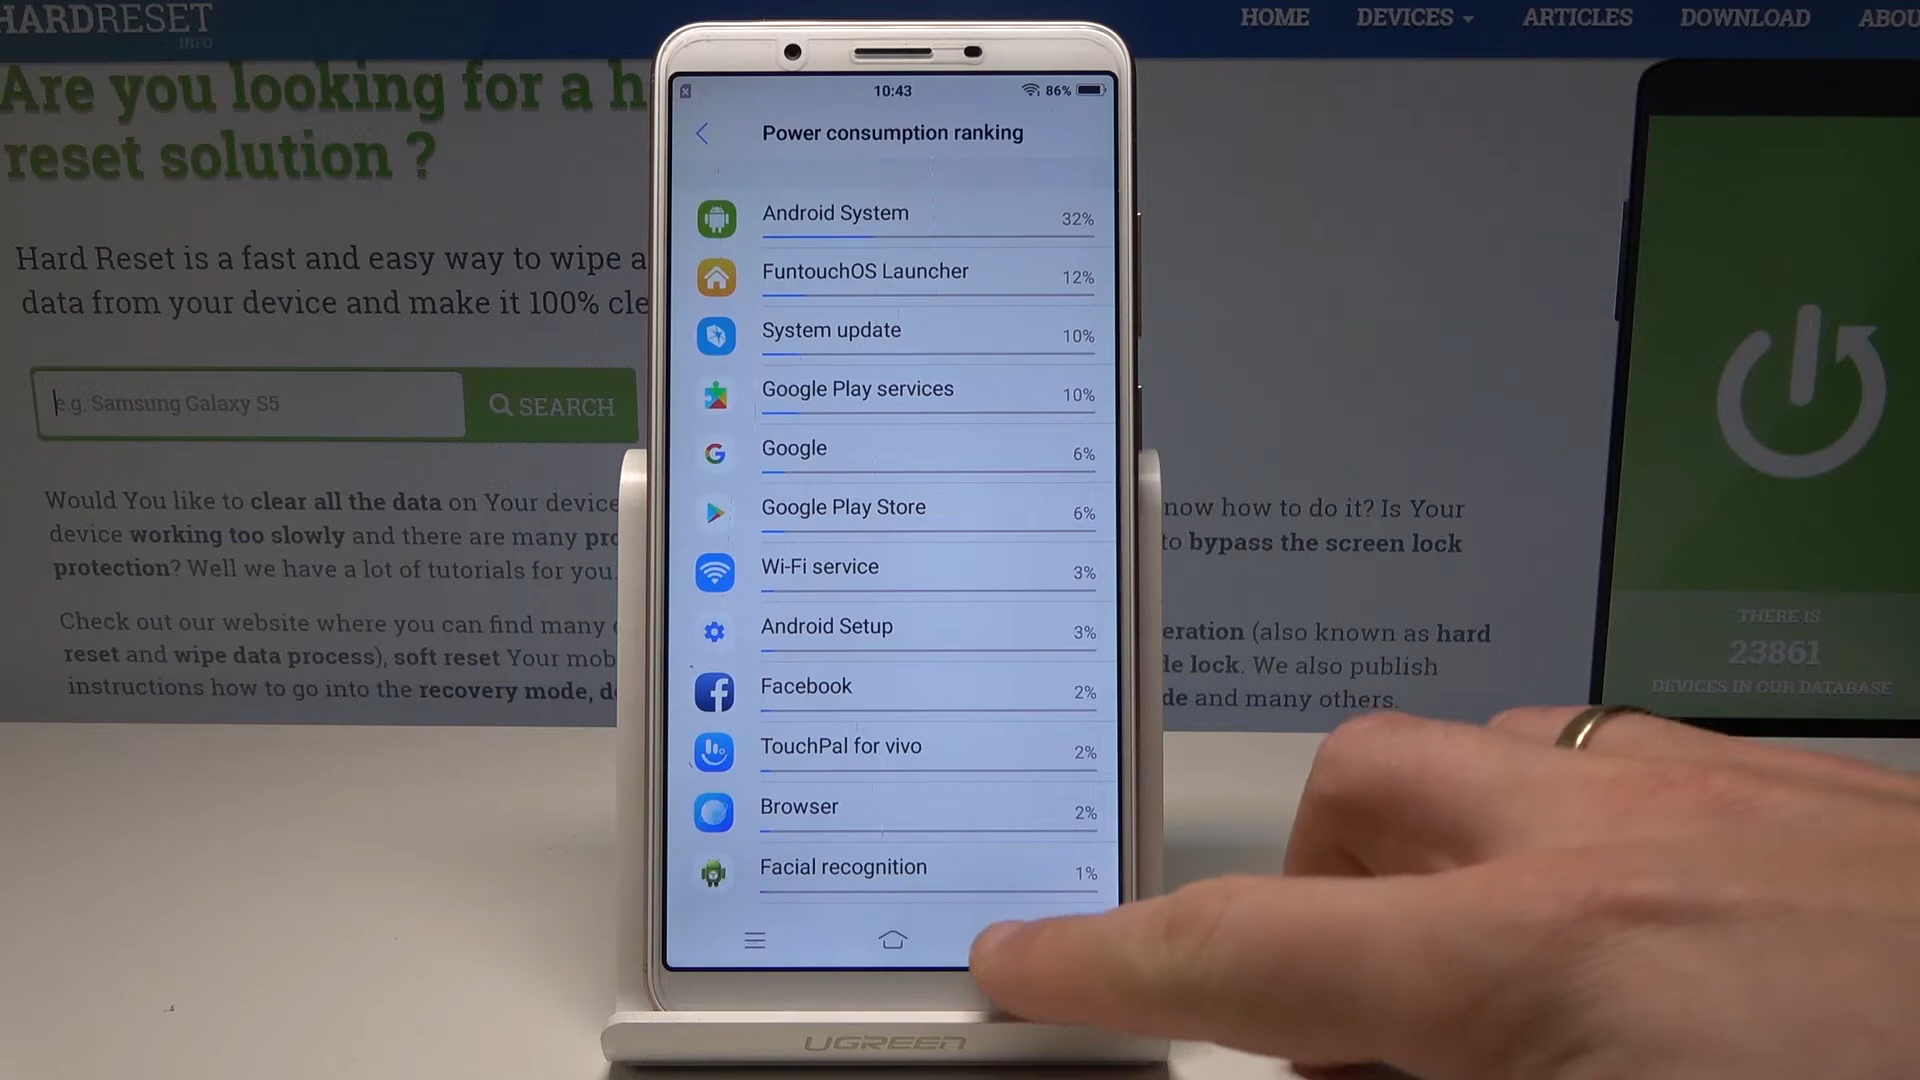 HARDRESET
.INFO
HOME DEVICES ARTICLES DOWNLOAD ABOU
Are you looking for a h
reset solution ?
Hard Reset is a fast and easy way to wipe a
data from your device and make it 100% cle
e.g. Samsung Galaxy S5
SEARCH
Would You like to clear all the data on Your device
device working too slowly and there are many pro
protection? Well we have a lot of tutorials for you.
Check out our website where you can find many
reset and wipe data process), soft reset Your mob
instructions how to go into the recovery mode, d
now how to do it? Is Your
to bypass the screen lock
eration (also known as hard
le lock. We also publish
de and many others.
THERE IS
23861
DEVICES IN OUR DATABASE
10:43
86%
Power consumption ranking
Android System 32%
FuntouchOS Launcher 12%
System update 10%
Google Play services 10%
Google 6%
Google Play Store 6%
Wi-Fi service 3%
Android Setup 3%
Facebook 2%
TouchPal for vivo 2%
Browser 2%
Facial recognition 1%
UGREEN